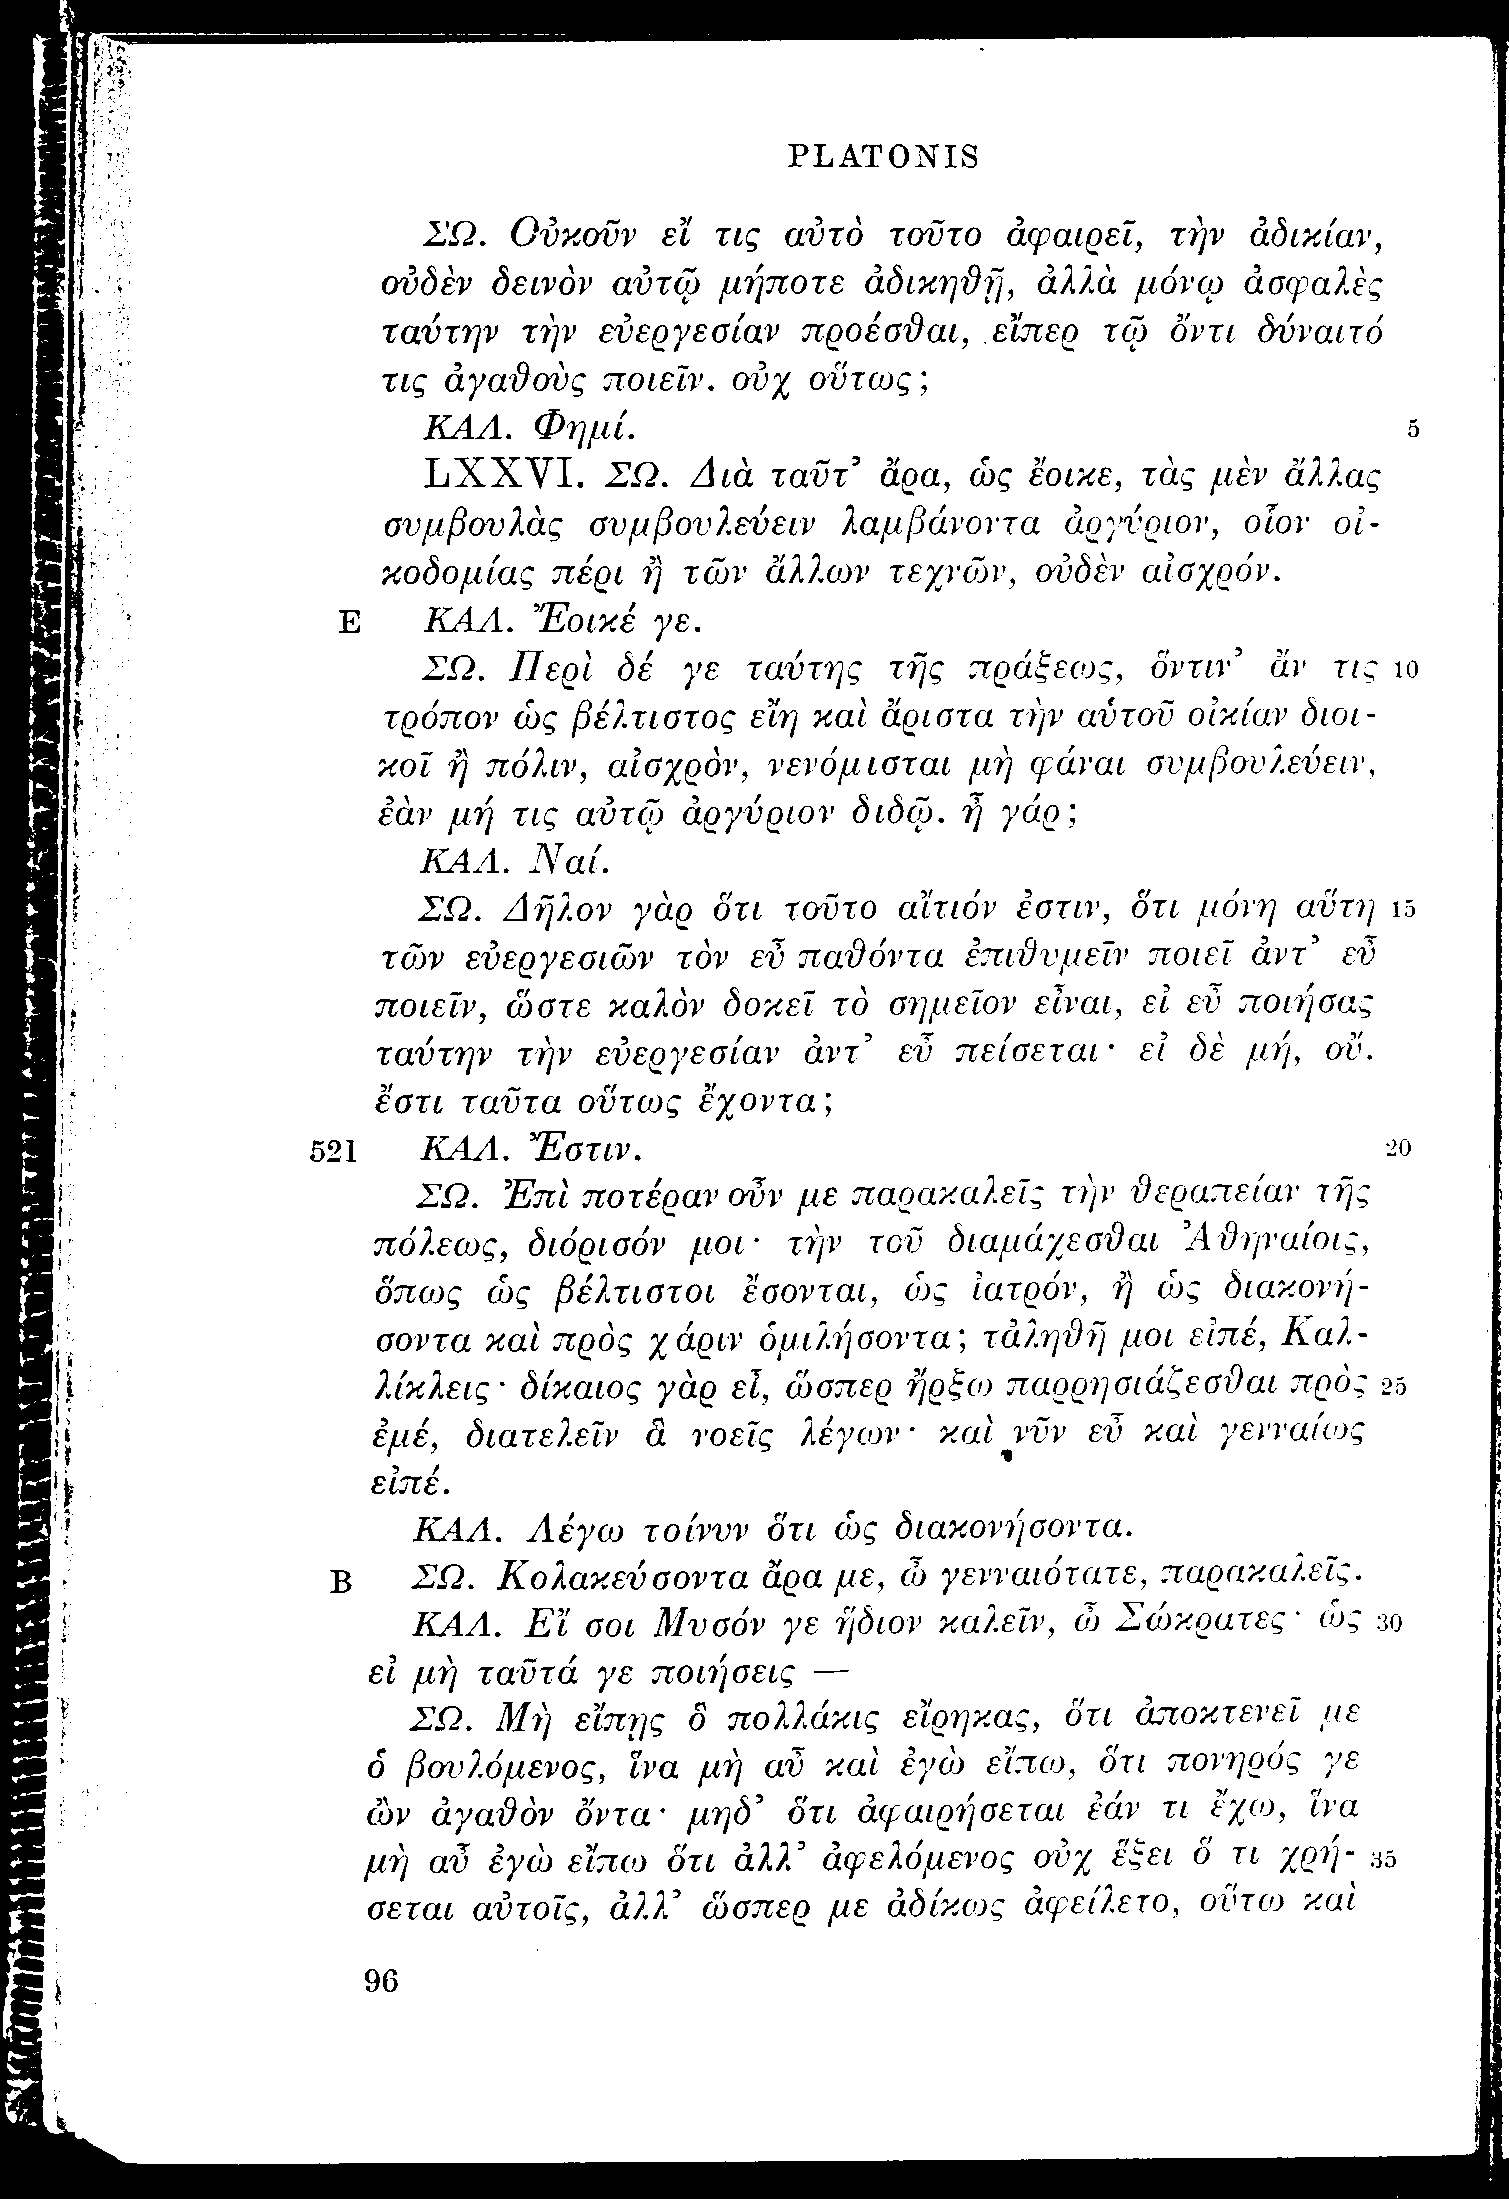 PLATONIS
ΣΩ. Οὐκοῦν εἴ τις αὐτὸ τοῦτο ἀφαιρεῖ, τὴν ἀδικίαν,
οὐδὲν δεινὸν αὐτῷ μήποτε ἀδικηθῇ, ἀλλὰ μόνῳ ἀσφαλὲς
ταύτην τὴν εὐεργεσίαν προέσθαι, εἴπερ τῷ ὄντι δύναιτό
τις ἀγαθοὺς ποιεῖν. οὐχ οὕτως;
ΚΑΛ. Φημί. 5
LXXVI. ΣΩ. Διὰ ταῦτ’ ἄρα, ὡς ἔοικε, τὰς μὲν ἄλλας
συμβουλὰς συμβουλεύειν λαμβάνοντα ἀργύριον, οἷον οἰ-
κοδομίας πέρι ἢ τῶν ἄλλων τεχνῶν, οὐδὲν αἰσχρόν.
E ΚΑΛ. Ἔοικέ γε.
ΣΩ. Περὶ δέ γε ταύτης τῆς πράξεως, ὅντιν’ ἄν τις 10
τρόπον ὡς βέλτιστος εἴη καὶ ἄριστα τὴν αὑτοῦ οἰκίαν διοι-
κοῖ ἢ πόλιν, αἰσχρὸν, νενόμισται μὴ φάναι συμβουλεύειν,
ἐὰν μή τις αὐτῷ ἀργύριον διδῷ. ἦ γάρ;
ΚΑΛ. Ναί.
ΣΩ. Δῆλον γὰρ ὅτι τοῦτο αἴτιόν ἐστιν, ὅτι μόνη αὕτη 15
τῶν εὐεργεσιῶν τὸν εὖ παθόντα ἐπιθυμεῖν ποιεῖ ἀντ’ εὖ
ποιεῖν, ὥστε καλὸν δοκεῖ τὸ σημεῖον εἶναι, εἰ εὖ ποιήσας
ταύτην τὴν εὐεργεσίαν ἀντ’ εὖ πείσεται· εἰ δὲ μή, οὔ.
ἔστι ταῦτα οὕτως ἔχοντα;
521 ΚΑΛ. Ἔστιν. 20
ΣΩ. Ἐπὶ ποτέραν οὖν με παρακαλεῖς τὴν θεραπείαν τῆς
πόλεως, διόρισόν μοι· τὴν τοῦ διαμάχεσθαι Ἀθηναίοις,
ὅπως ὡς βέλτιστοι ἔσονται, ὡς ἰατρόν, ἢ ὡς διακονή-
σοντα καὶ πρὸς χάριν ὁμιλήσοντα; τἀληθῆ μοι εἰπέ, Καλ-
λίκλεις· δίκαιος γὰρ εἶ, ὥσπερ ἤρξω παρρησιάζεσθαι πρὸς 25
ἐμέ, διατελεῖν ἃ νοεῖς λέγων· καὶ νῦν εὖ καὶ γενναίως
εἰπέ.
ΚΑΛ. Λέγω τοίνυν ὅτι ὡς διακονήσοντα.
B ΣΩ. Κολακεύσοντα ἄρα με, ὦ γενναιότατε, παρακαλεῖς.
ΚΑΛ. Εἴ σοι Μυσόν γε ἥδιον καλεῖν, ὦ Σώκρατες· ὡς 30
εἰ μὴ ταῦτά γε ποιήσεις —
ΣΩ. Μὴ εἴπῃς ὃ πολλάκις εἴρηκας, ὅτι ἀποκτενεῖ με
ὁ βουλόμενος, ἵνα μὴ αὖ καὶ ἐγὼ εἴπω, ὅτι πονηρός γε
ὢν ἀγαθὸν ὄντα· μηδ’ ὅτι ἀφαιρήσεται ἐάν τι ἔχω, ἵνα
μὴ αὖ ἐγὼ εἴπω ὅτι ἀλλ’ ἀφελόμενος οὐχ ἕξει ὅ τι χρή- 35
σεται αὐτοῖς, ἀλλ’ ὥσπερ με ἀδίκως ἀφείλετο, οὕτω καὶ
96